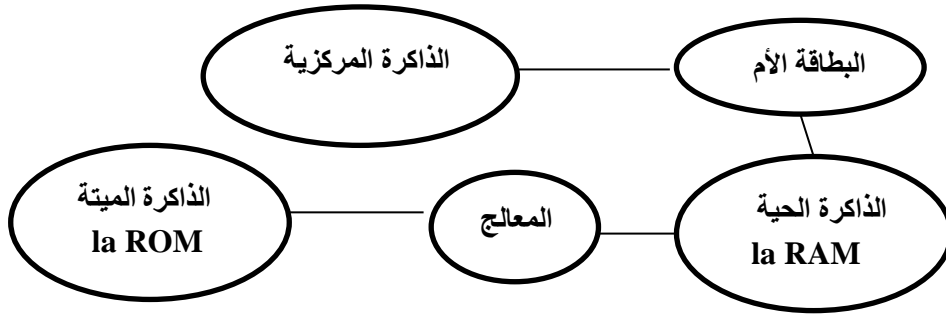 البطاقة الأم
الذاكرة المركزية
الذاكرة الحية
la RAM
المعالج
الذاكرة الميتة
la ROM